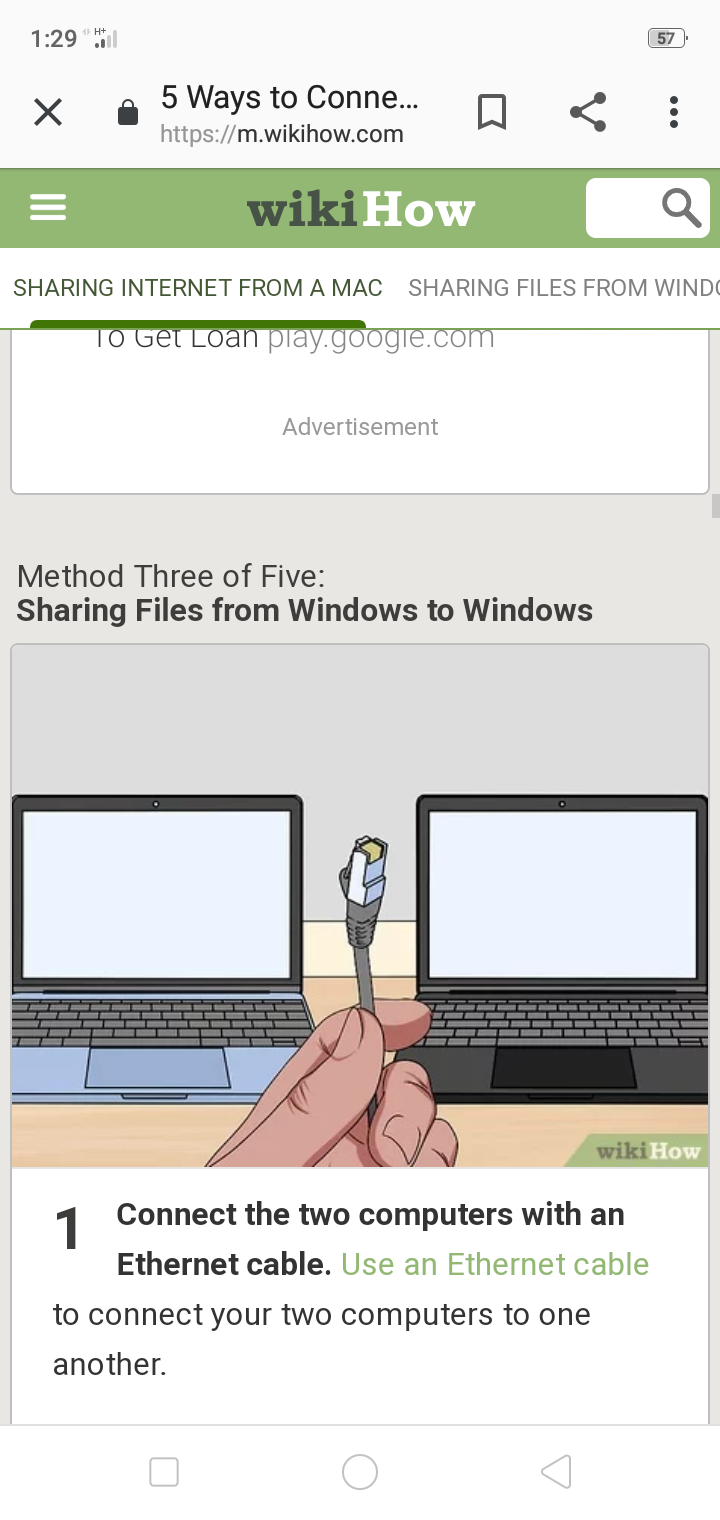 1:29 H+ 57
5 Ways to Conne...
https://m.wikihow.com
wikiHow
SHARING INTERNET FROM A MAC SHARING FILES FROM WINDO
To Get Loan play.google.com
Advertisement
Method Three of Five:
Sharing Files from Windows to Windows
wikiHow
1 Connect the two computers with an
Ethernet cable. Use an Ethernet cable
to connect your two computers to one
another.